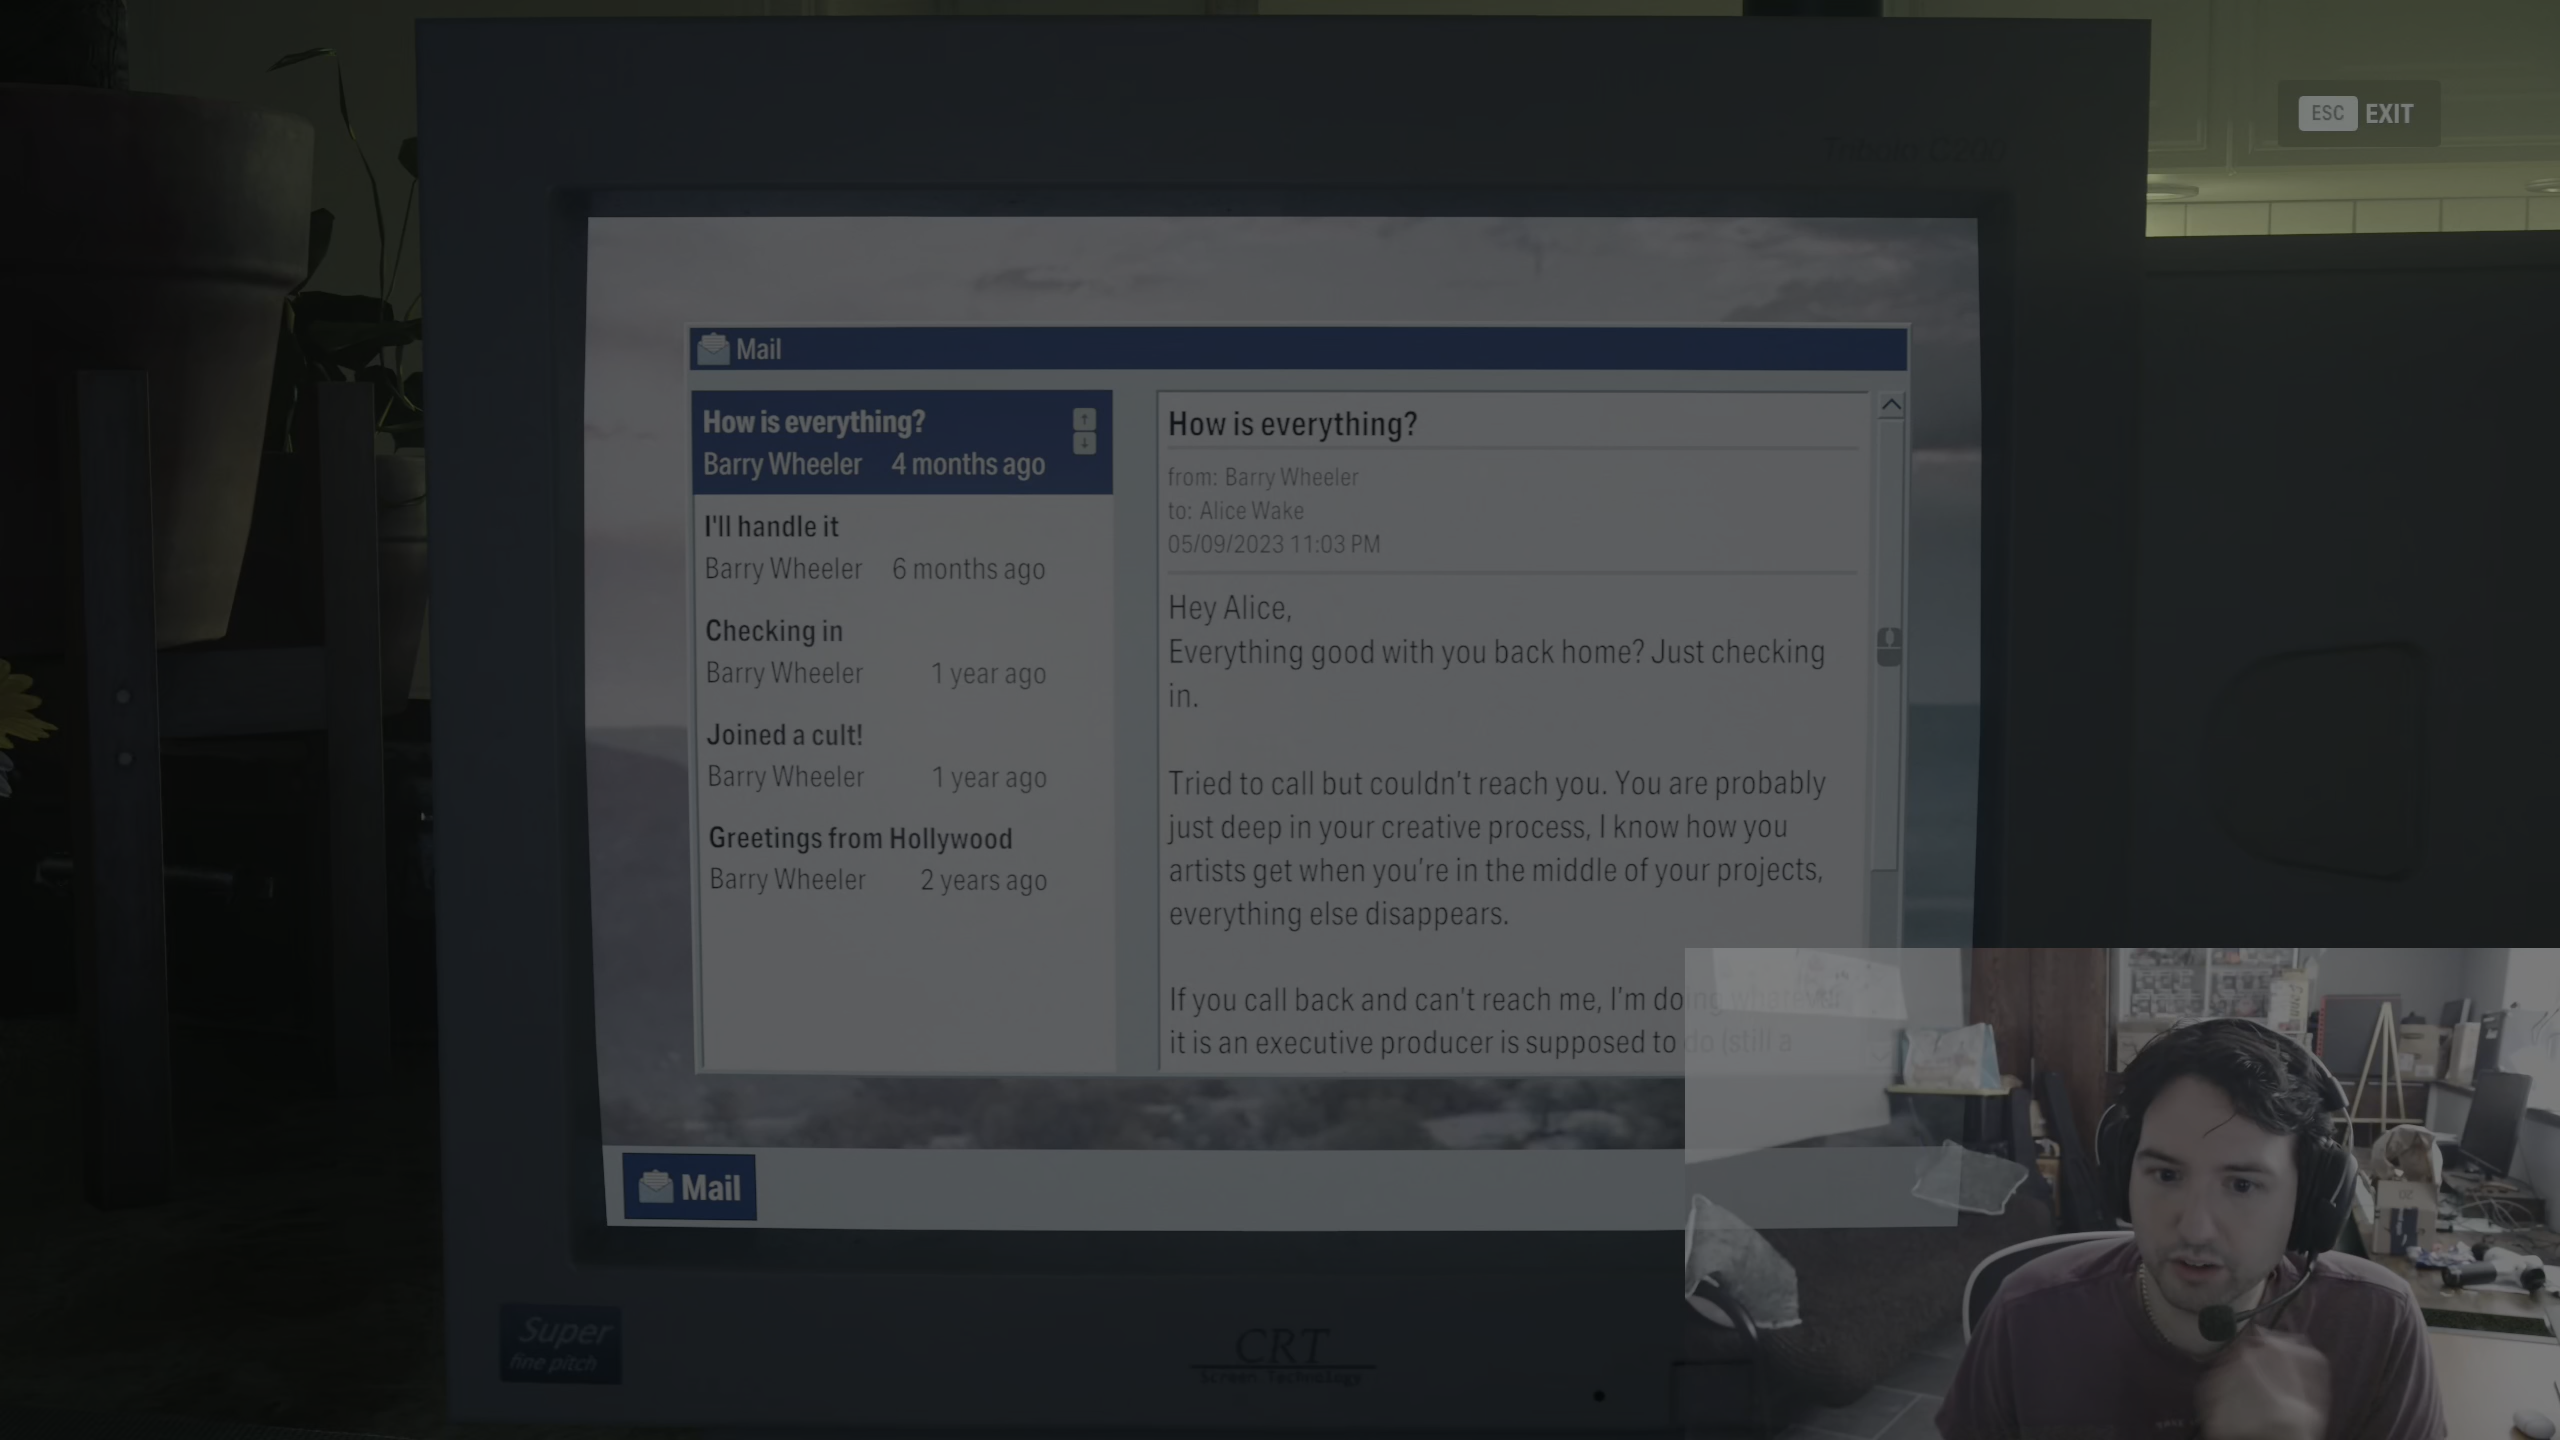 ESC EXIT
Mail
How is everything?
Barry Wheeler 4 months ago
I'll handle it
Barry Wheeler 6 months ago
Checking in
Barry Wheeler 1 year ago
Joined a cult!
Barry Wheeler 1 year ago
Greetings from Hollywood
Barry Wheeler 2 years ago
How is everything?
from: Barry Wheeler
to: Alice Wake
05/09/2023 11:03 PM
Hey Alice,
Everything good with you back home? Just checking
in.
Tried to call but couldn't reach you. You are probably
just deep in your creative process, I know how you
artists get when you're in the middle of your projects,
everything else disappears.
If you call back and can't reach me, I'm doing whatever
it is an executive producer is supposed to do (still a
Mail
Super
fine pitch
CRT
Screen Technology